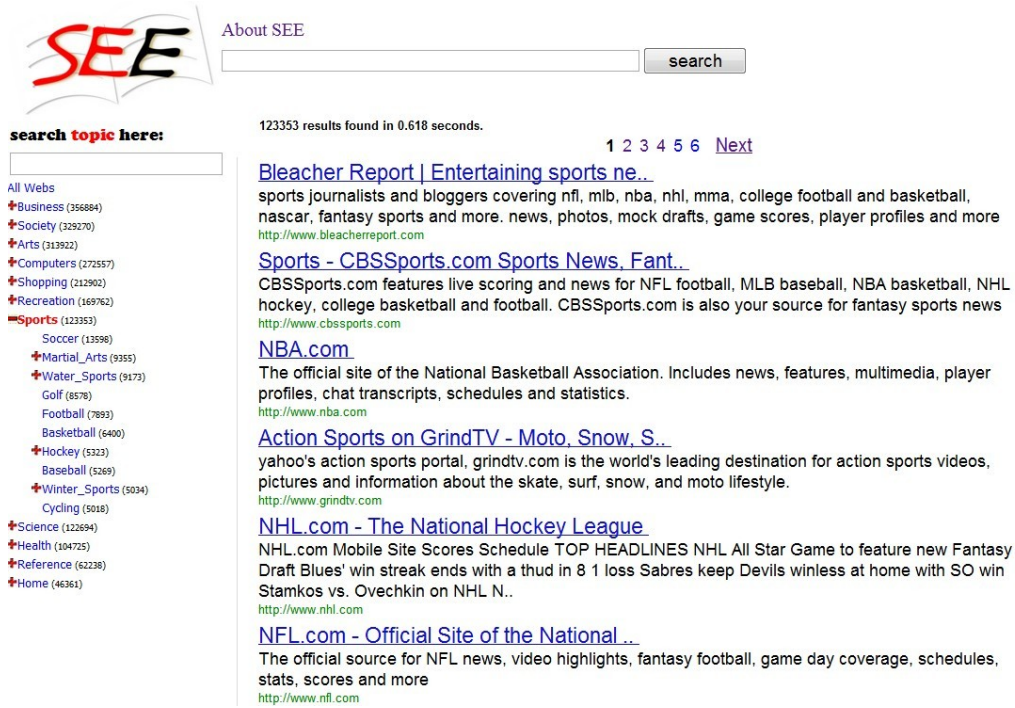 SEE
About SEE
search
search topic here:
All Webs
Business (356884)
Society (329270)
Arts (313922)
Computers (272557)
Shopping (212902)
Recreation (169762)
Sports (123353)
Soccer (13598)
Martial_Arts (9355)
Water_Sports (9173)
Golf (8578)
Football (7893)
Basketball (6400)
Hockey (5323)
Baseball (5269)
Winter_Sports (5034)
Cycling (5018)
Science (122694)
Health (104725)
Reference (62238)
Home (46361)
123353 results found in 0.618 seconds.
1 2 3 4 5 6 Next
Bleacher Report | Entertaining sports ne..
sports journalists and bloggers covering nfl, mlb, nba, nhl, mma, college football and basketball,
nascar, fantasy sports and more. news, photos, mock drafts, game scores, player profiles and more
http://www.bleacherreport.com
Sports - CBSSports.com Sports News, Fant..
CBSSports.com features live scoring and news for NFL football, MLB baseball, NBA basketball, NHL
hockey, college basketball and football. CBSSports.com is also your source for fantasy sports news
http://www.cbssports.com
NBA.com
The official site of the National Basketball Association. Includes news, features, multimedia, player
profiles, chat transcripts, schedules and statistics.
http://www.nba.com
Action Sports on GrindTV - Moto, Snow, S..
yahoo's action sports portal, grindtv.com is the world's leading destination for action sports videos,
pictures and information about the skate, surf, snow, and moto lifestyle.
http://www.grindtv.com
NHL.com - The National Hockey League
NHL.com Mobile Site Scores Schedule TOP HEADLINES NHL All Star Game to feature new Fantasy
Draft Blues' win streak ends with a thud in 8 1 loss Sabres keep Devils winless at home with SO win
Stamkos vs. Ovechkin on NHL N..
http://www.nhl.com
NFL.com - Official Site of the National ..
The official source for NFL news, video highlights, fantasy football, game day coverage, schedules,
stats, scores and more
http://www.nfl.com